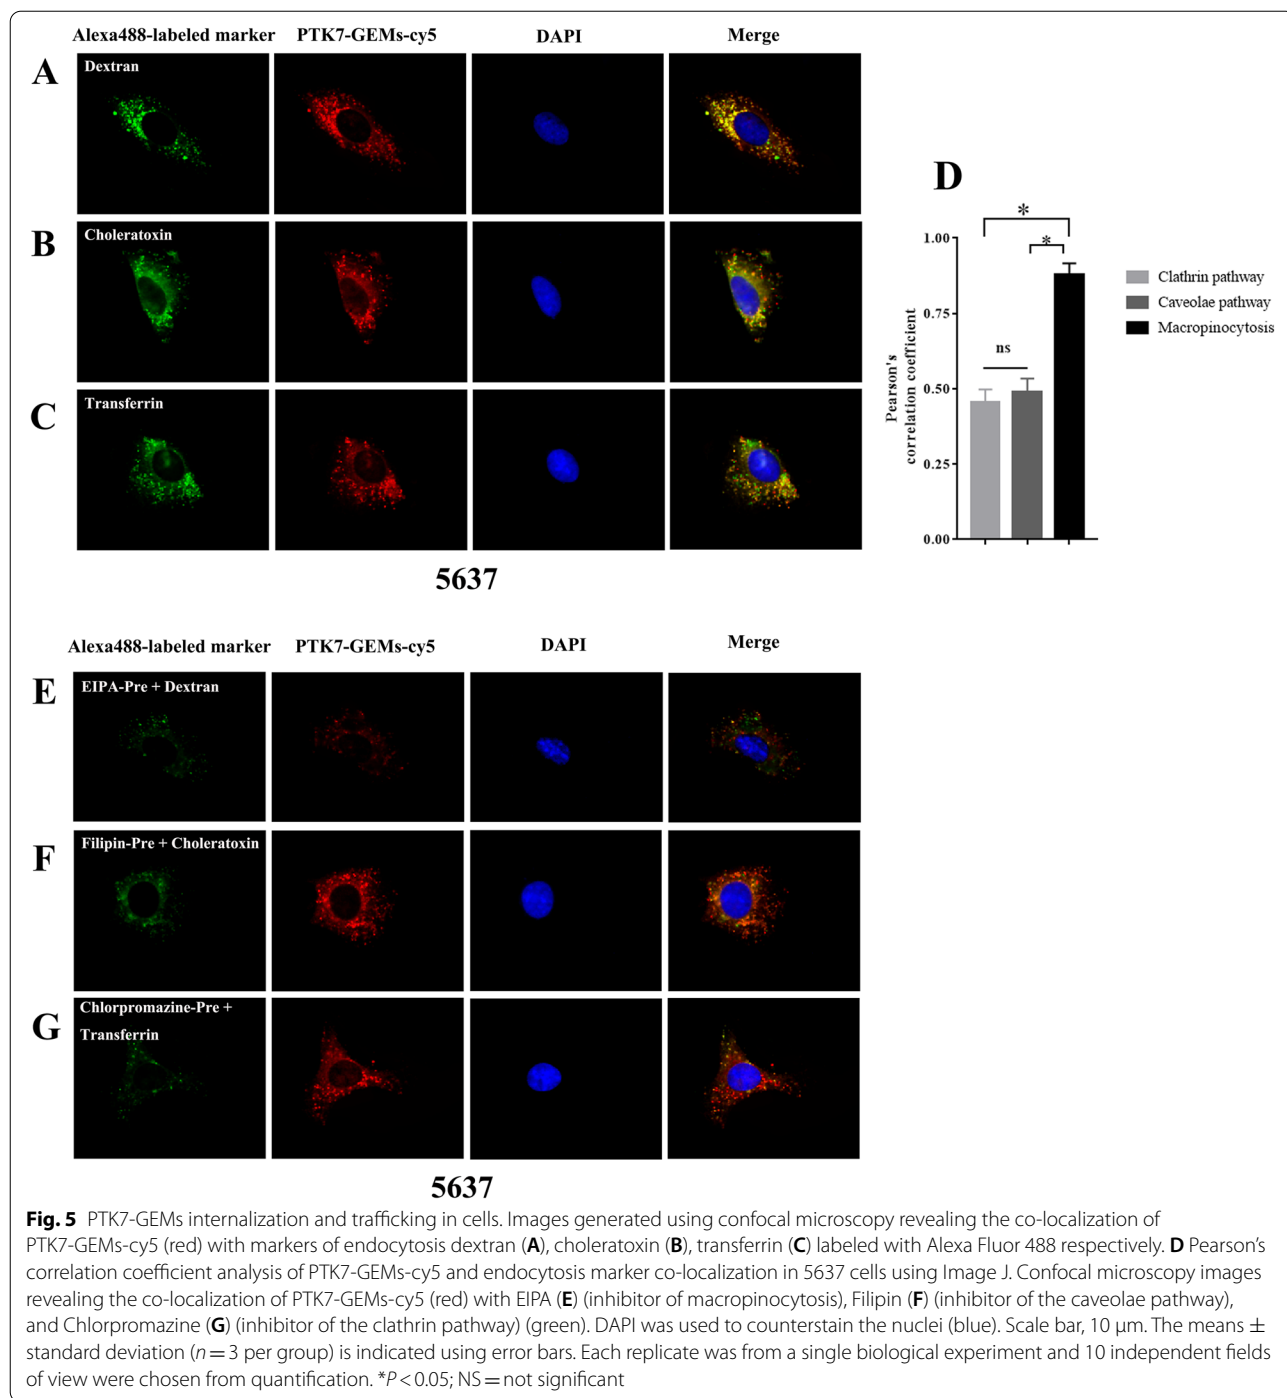 Alexa488-labeled marker PTK7-GEMs-cy5 DAPI Merge
A Dextran
B Choleratoxin
C Transferrin
5637
D
* 
*
ns
1.00
0.75
0.50
0.25
0.00
Pearson's
correlation coefficient
Clathrin pathway
Caveolae pathway
Macropinocytosis
Alexa488-labeled marker PTK7-GEMs-cy5 DAPI Merge
E EIPA-Pre + Dextran
F Filipin-Pre + Choleratoxin
G Chlorpromazine-Pre +
Transferrin
5637
Fig. 5 PTK7-GEMs internalization and trafficking in cells. Images generated using confocal microscopy revealing the co-localization of
PTK7-GEMs-cy5 (red) with markers of endocytosis dextran (A), choleratoxin (B), transferrin (C) labeled with Alexa Fluor 488 respectively. D Pearson's
correlation coefficient analysis of PTK7-GEMs-cy5 and endocytosis marker co-localization in 5637 cells using Image J. Confocal microscopy images
revealing the co-localization of PTK7-GEMs-cy5 (red) with EIPA (E) (inhibitor of macropinocytosis), Filipin (F) (inhibitor of the caveolae pathway),
and Chlorpromazine (G) (inhibitor of the clathrin pathway) (green). DAPI was used to counterstain the nuclei (blue). Scale bar, 10 μm. The means ±
standard deviation (n = 3 per group) is indicated using error bars. Each replicate was from a single biological experiment and 10 independent fields
of view were chosen from quantification. *P < 0.05; NS = not significant